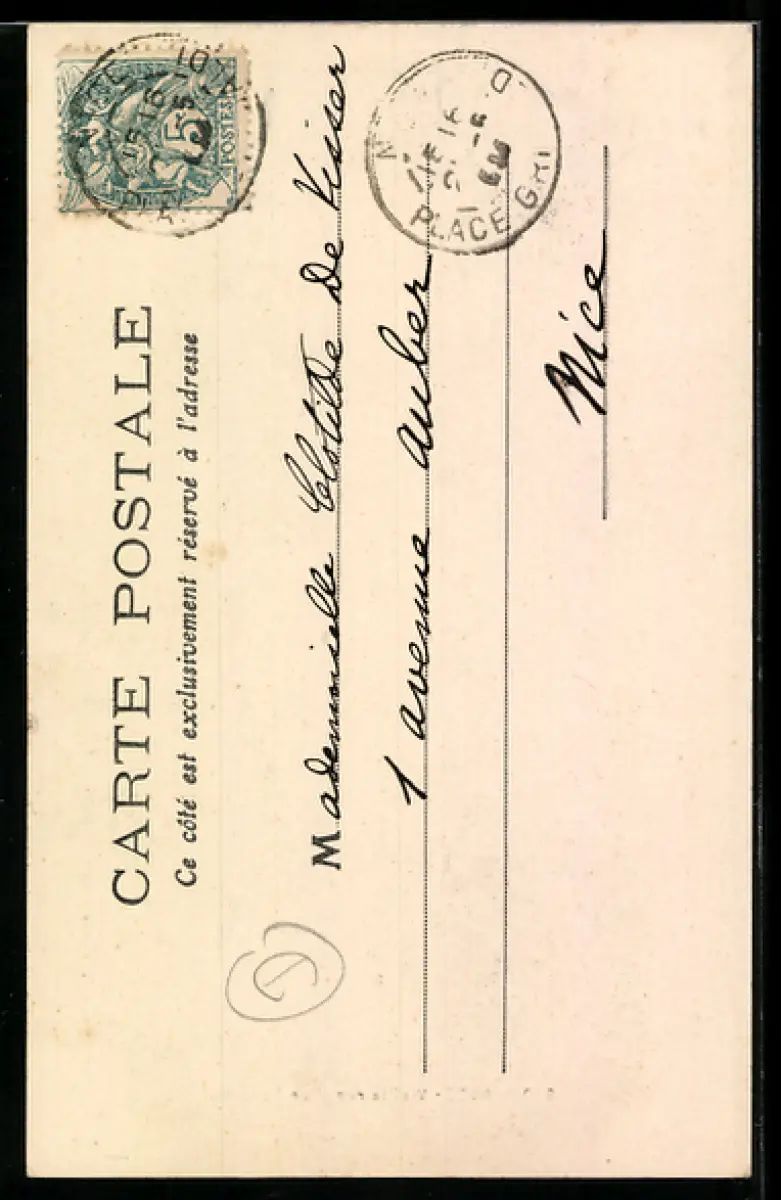 CARTE POSTALE
Ce côté est exclusivement réservé à l'adresse
5
POSTES
Mademoiselle Clotilde De Kisser
1 avenue Auber
Nice
PLACE GRI